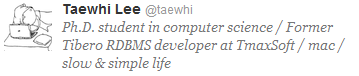 Taewhi Lee @taewhi
Ph.D. student in computer science / Former
Tibero RDBMS developer at TmaxSoft / mac /
slow & simple life